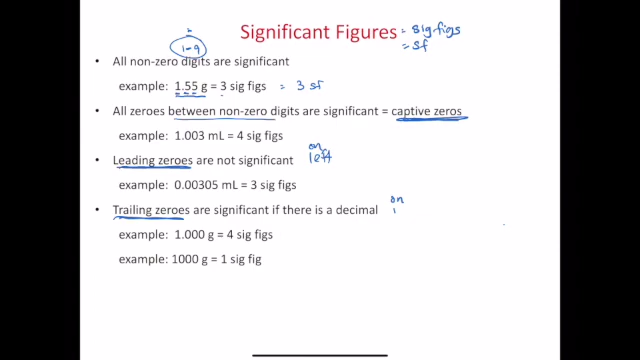 Significant Figures = sig figs
= sf
1-9
• All non-zero digits are significant
example: 1.55 g = 3 sig figs = 3 sf
• All zeroes between non-zero digits are significant = captive zeros
example: 1.003 mL = 4 sig figs
on
• Leading zeroes are not significant left
example: 0.00305 mL = 3 sig figs
on
• Trailing zeroes are significant if there is a decimal
example: 1.000 g = 4 sig figs
example: 1000 g = 1 sig fig